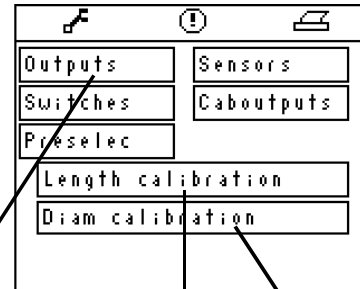 Outputs Sensors
Switches Caboutputs
Preselec
Length calibration
Diam calibration